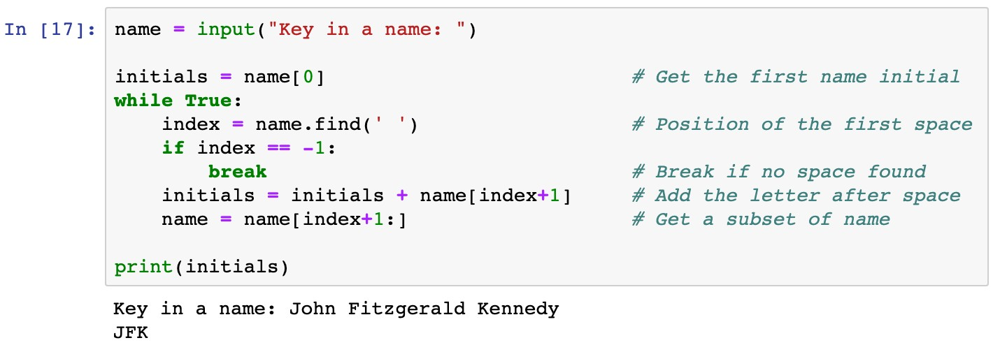 In [17]: name = input("Key in a name: ")
initials = name[0] # Get the first name initial
while True:
    index = name.find(' ') # Position of the first space
    if index == -1:
        break # Break if no space found
    initials = initials + name[index+1] # Add the letter after space
    name = name[index+1:] # Get a subset of name
print(initials)
Key in a name: John Fitzgerald Kennedy
JFK